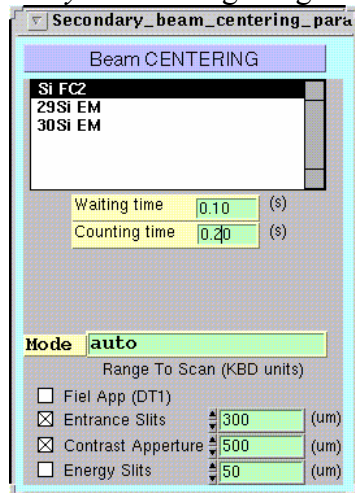 Secondary_beam_centering_para
Beam CENTERING
Si FC2
29Si EM
30Si EM
Waiting time 0.10 (s)
Counting time 0.20 (s)
Mode auto
Range To Scan (KBD units)
Fiel App (DT1)
Entrance Slits 300 (um)
Contrast Apperture 500 (um)
Energy Slits 50 (um)